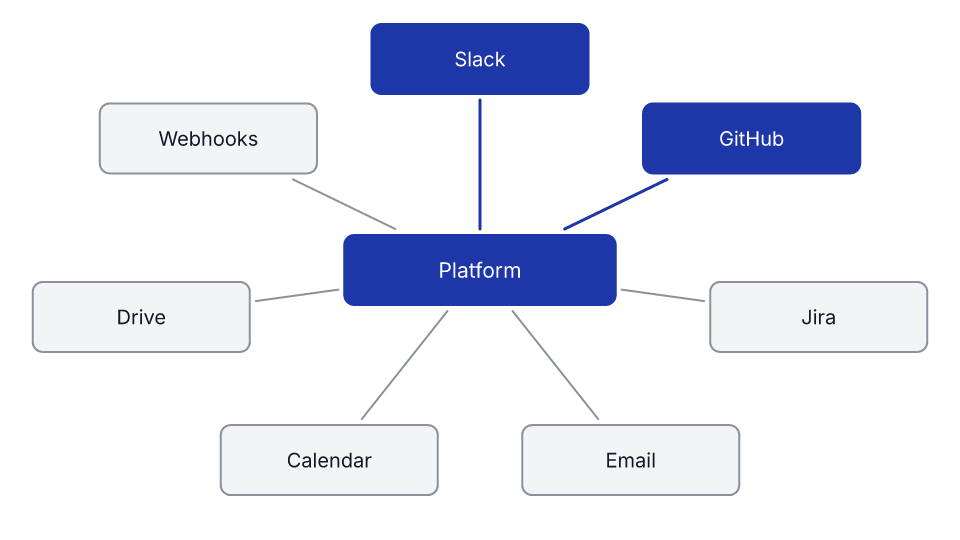 Slack
Webhooks
GitHub
Platform
Drive
Jira
Calendar
Email